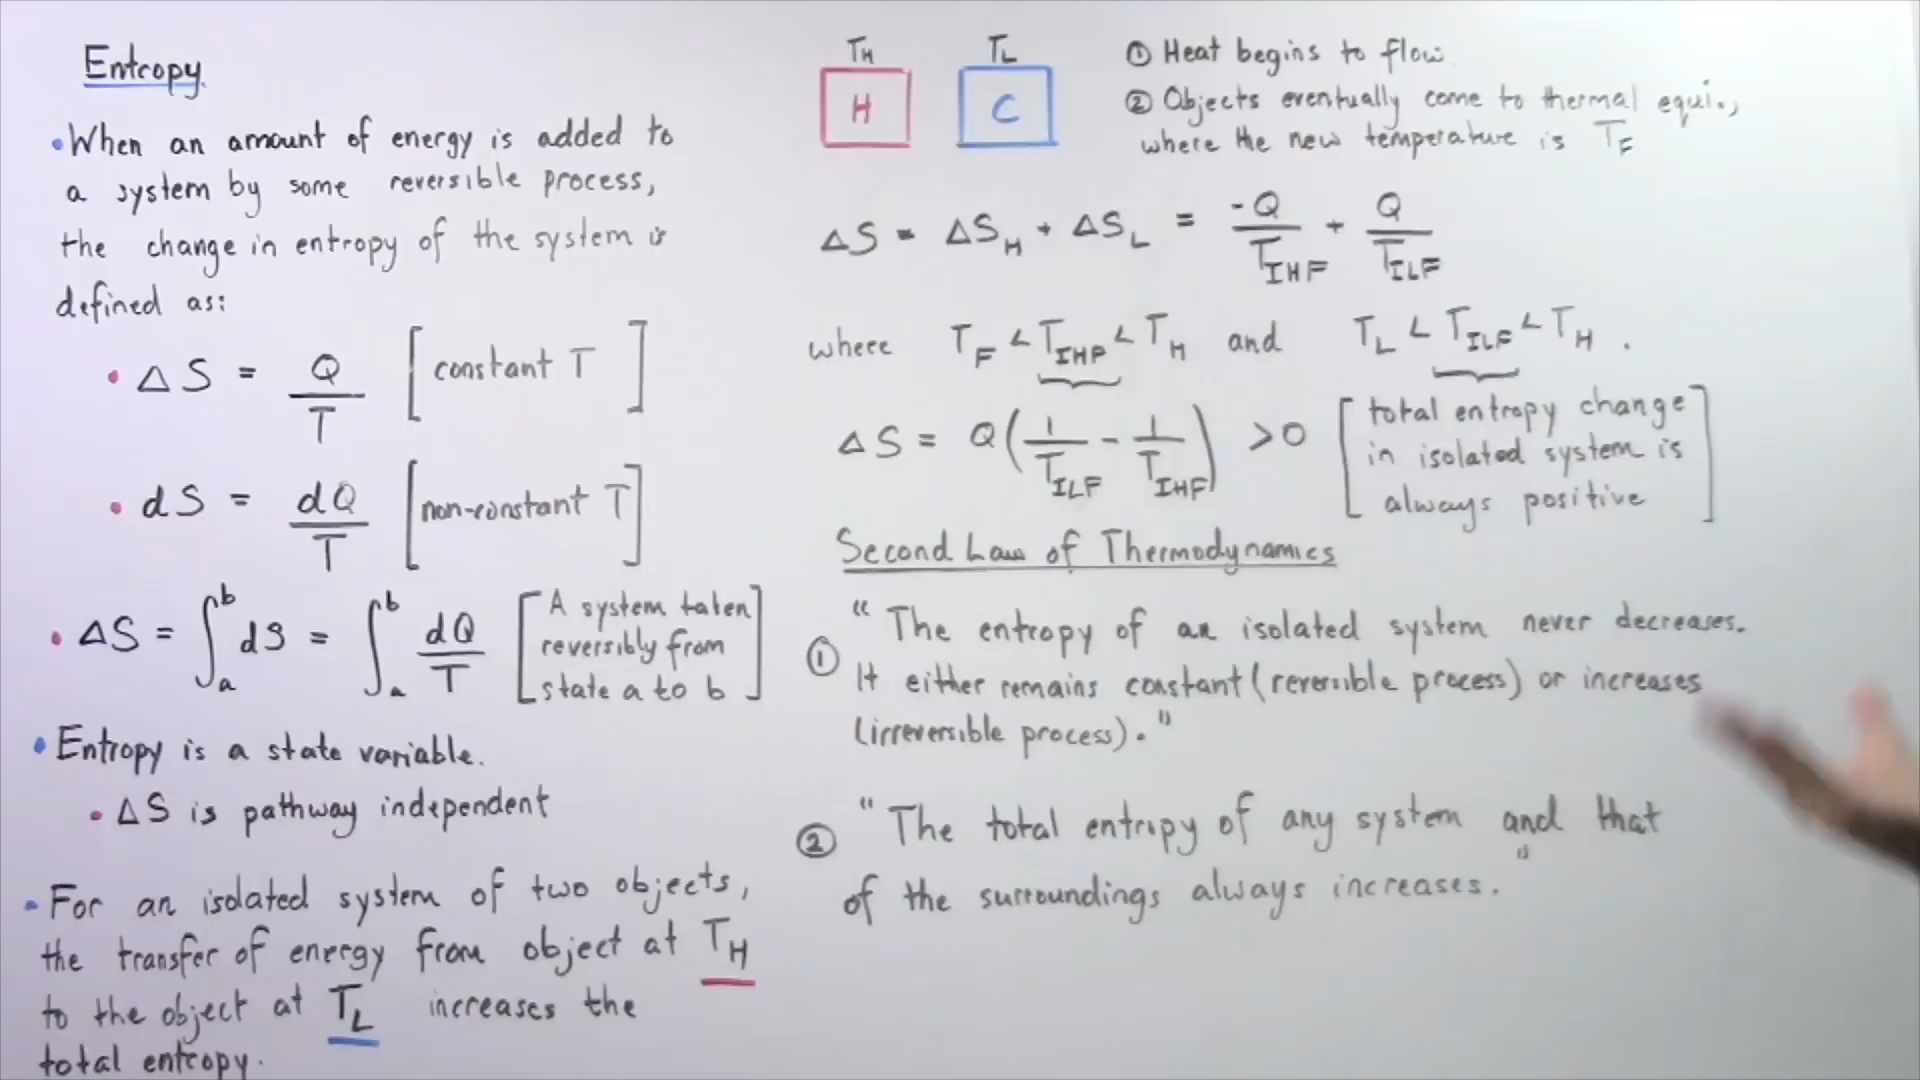 Entropy
• When an amount of energy is added to
a system by some reversible process,
the change in entropy of the system is
defined as:
• ΔS = Q/T [constant T]
• dS = dQ/T [non-constant T]
• ΔS = ∫ₐᵇ dS = ∫ₐᵇ dQ/T [A system taken
reversibly from
state a to b]
• Entropy is a state variable.
• ΔS is pathway independent
• For an isolated system of two objects,
the transfer of energy from object at T_H
to the object at T_L increases the
total entropy.
T_H T_L
H C
① Heat begins to flow
② Objects eventually come to thermal equi.,
where the new temperature is T_F
ΔS = ΔS_H + ΔS_L = -Q/T_IHF + Q/T_ILF
where T_F < T_IHF < T_H and T_L < T_ILF < T_H .
ΔS = Q(1/T_ILF - 1/T_IHF) >0 [total entropy change
in isolated system is
always positive]
Second Law of Thermodynamics
① "The entropy of an isolated system never decreases.
It either remains constant (reversible process) or increases
(irreversible process)."
② "The total entropy of any system and that
of the surroundings always increases."